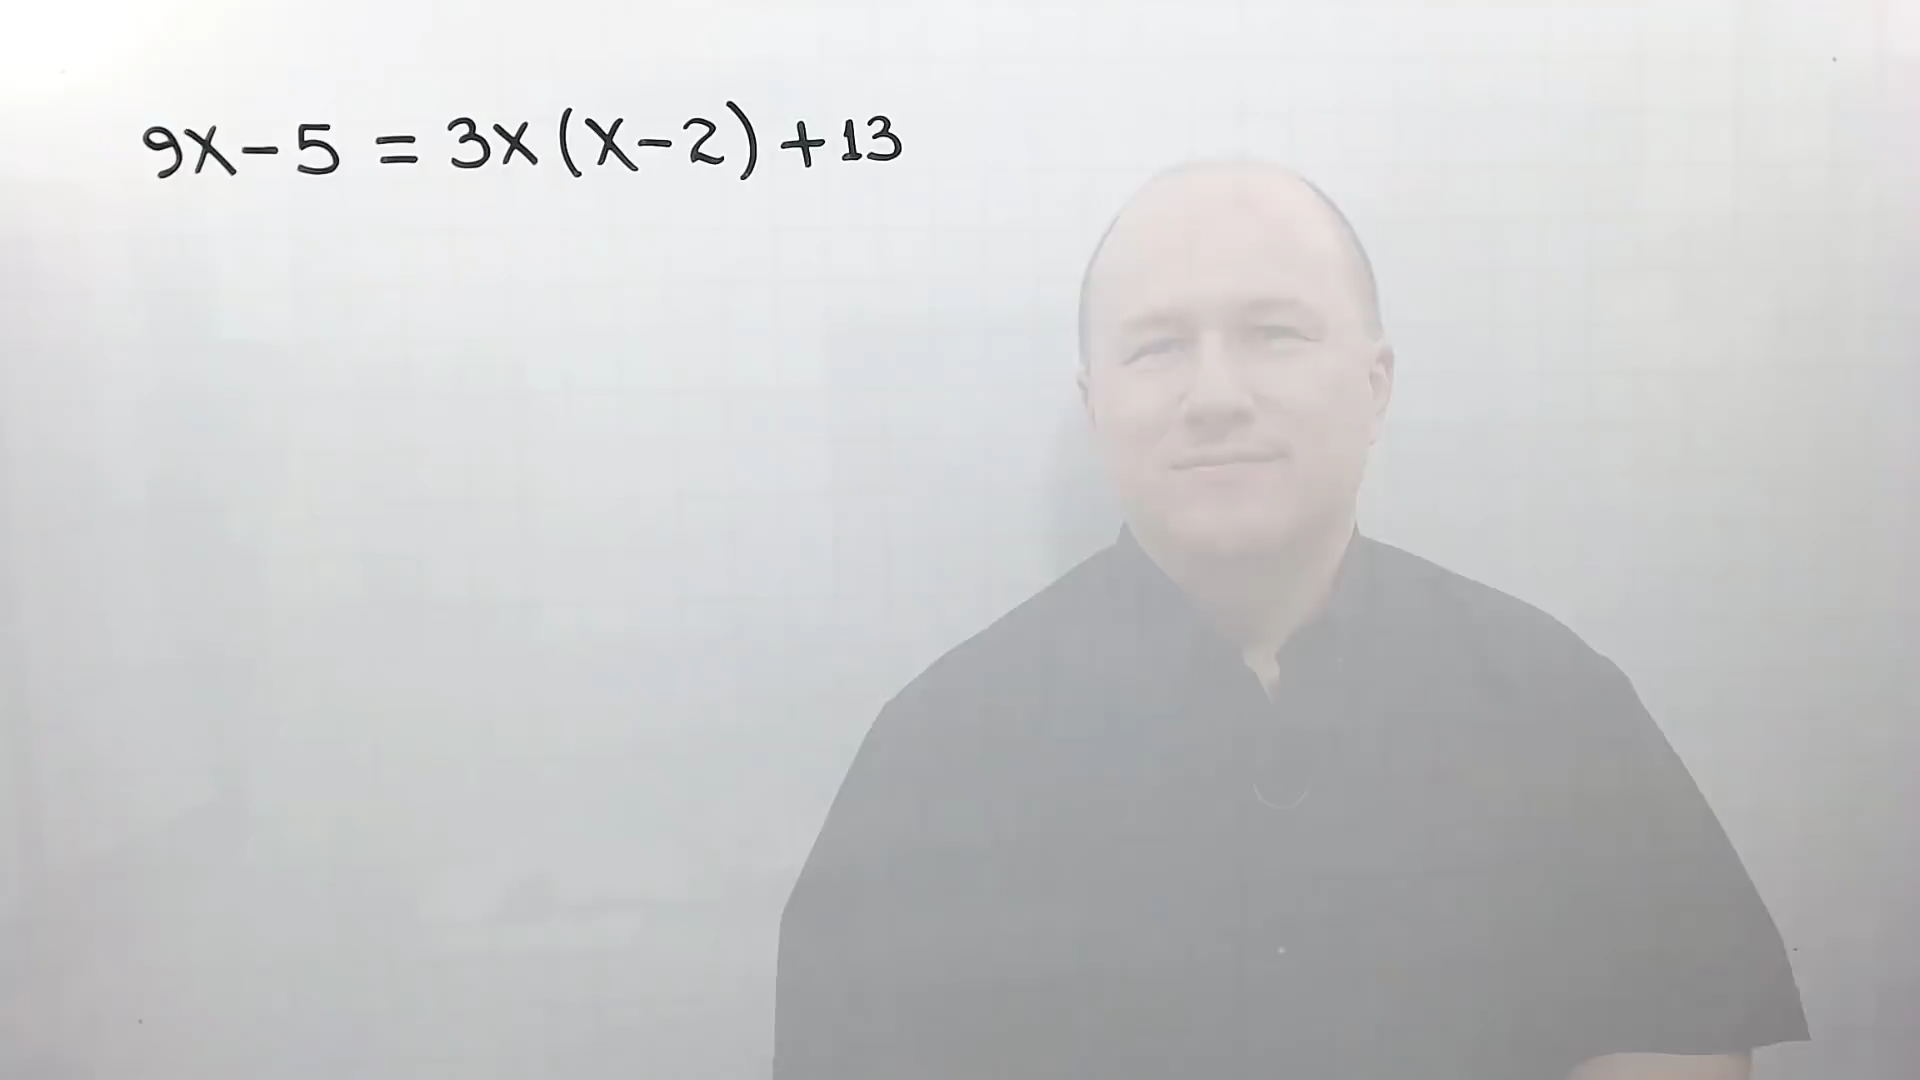 9x - 5 = 3x (x - 2) + 13